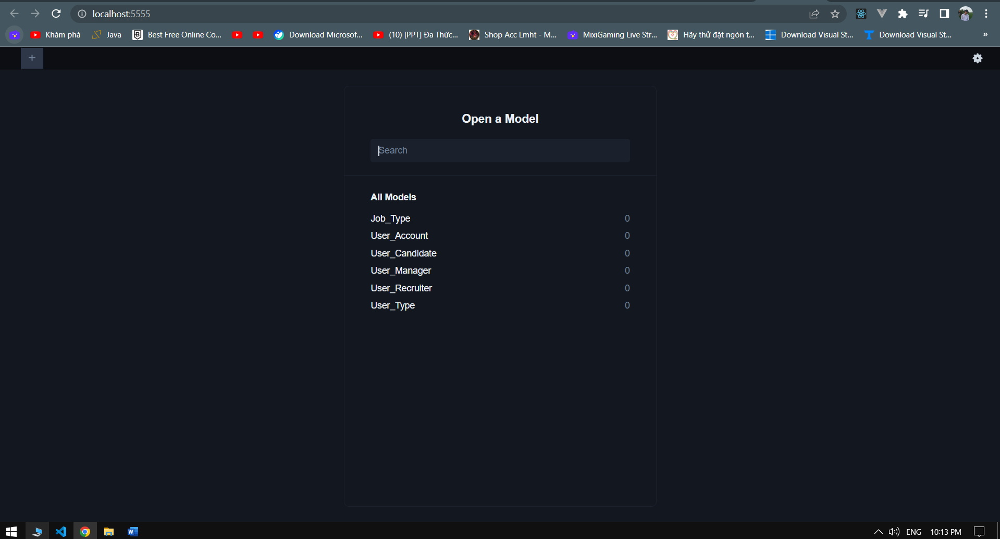 localhost:5555
Khám phá Java Best Free Online Co... Download Microsof... (10) [PPT] Đa Thức... Shop Acc Lmht - M... MixiGaming Live Str... Hãy thử đặt ngón t... Download Visual St... Download Visual St... »
+
Open a Model
Search
All Models
Job_Type 0
User_Account 0
User_Candidate 0
User_Manager 0
User_Recruiter 0
User_Type 0
ENG 10:13 PM